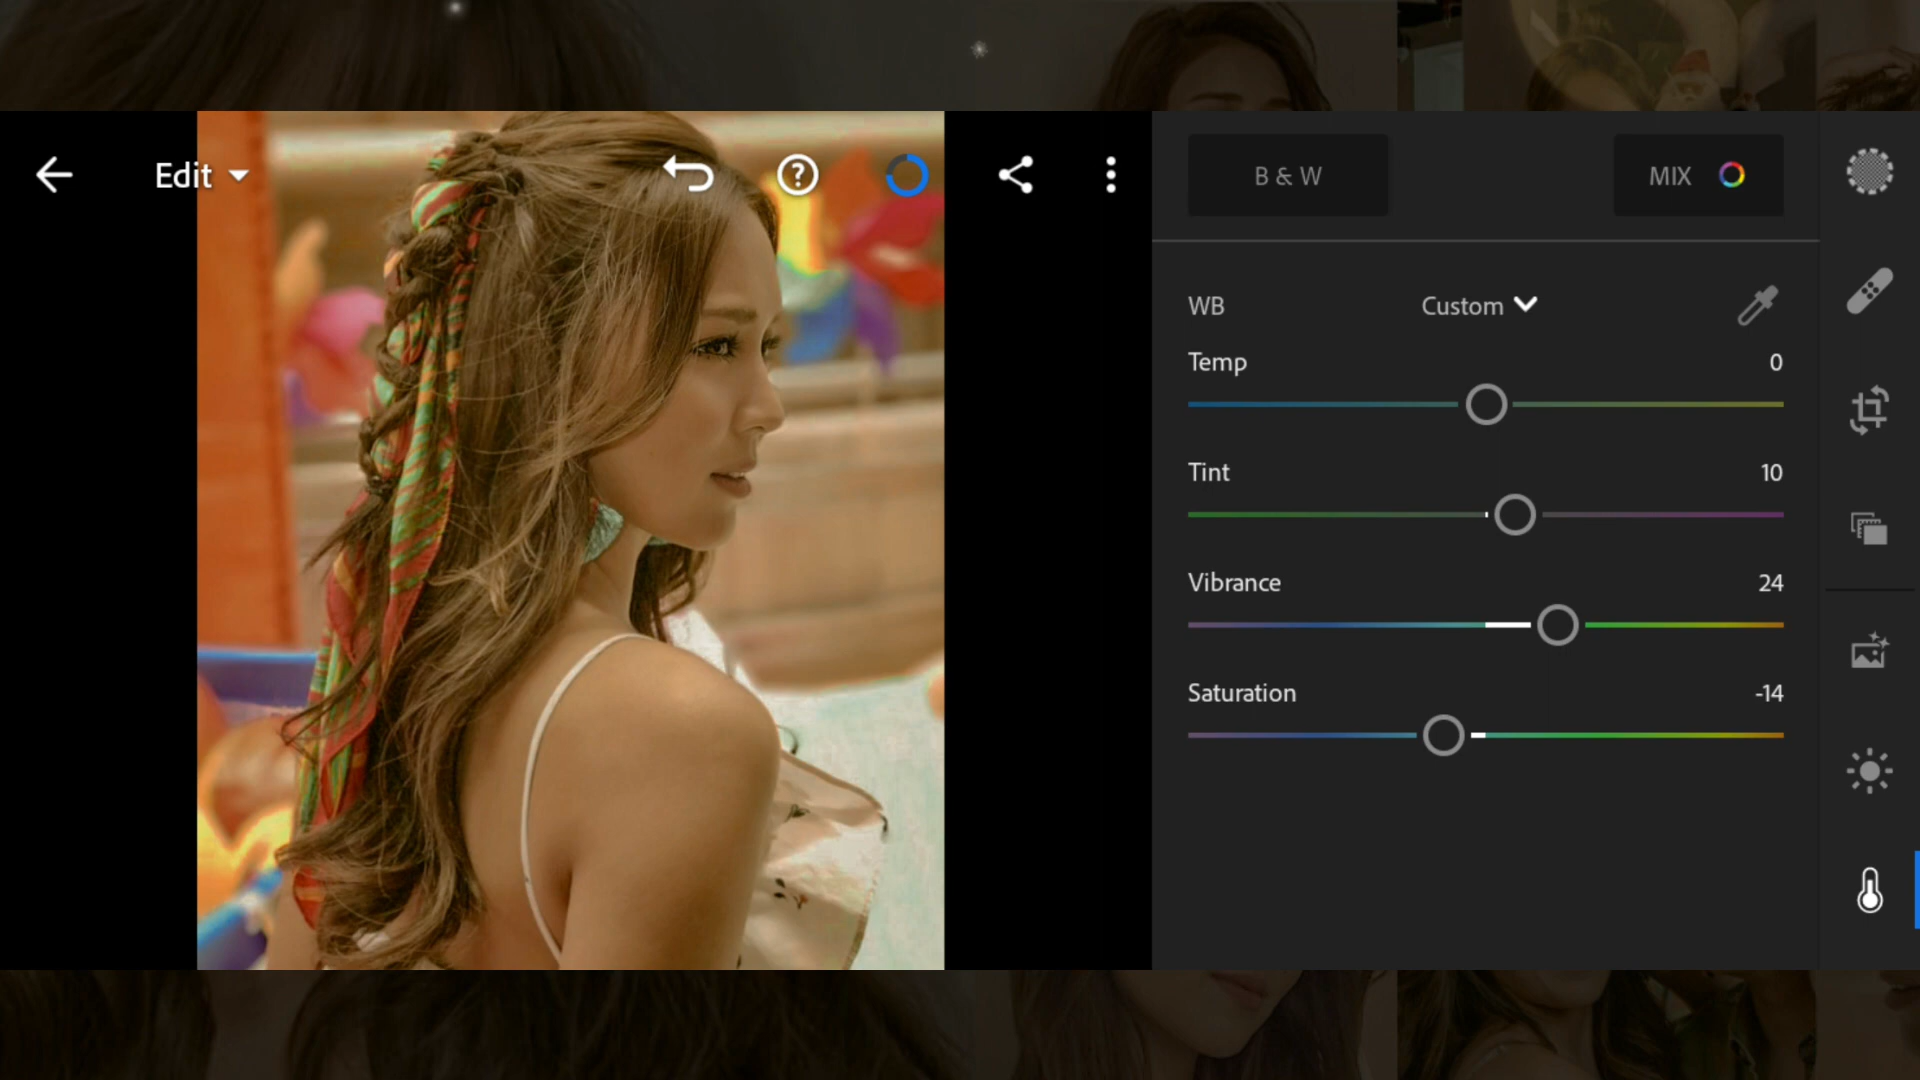 Edit
B & W
MIX
WB Custom
Temp 0
Tint 10
Vibrance 24
Saturation -14